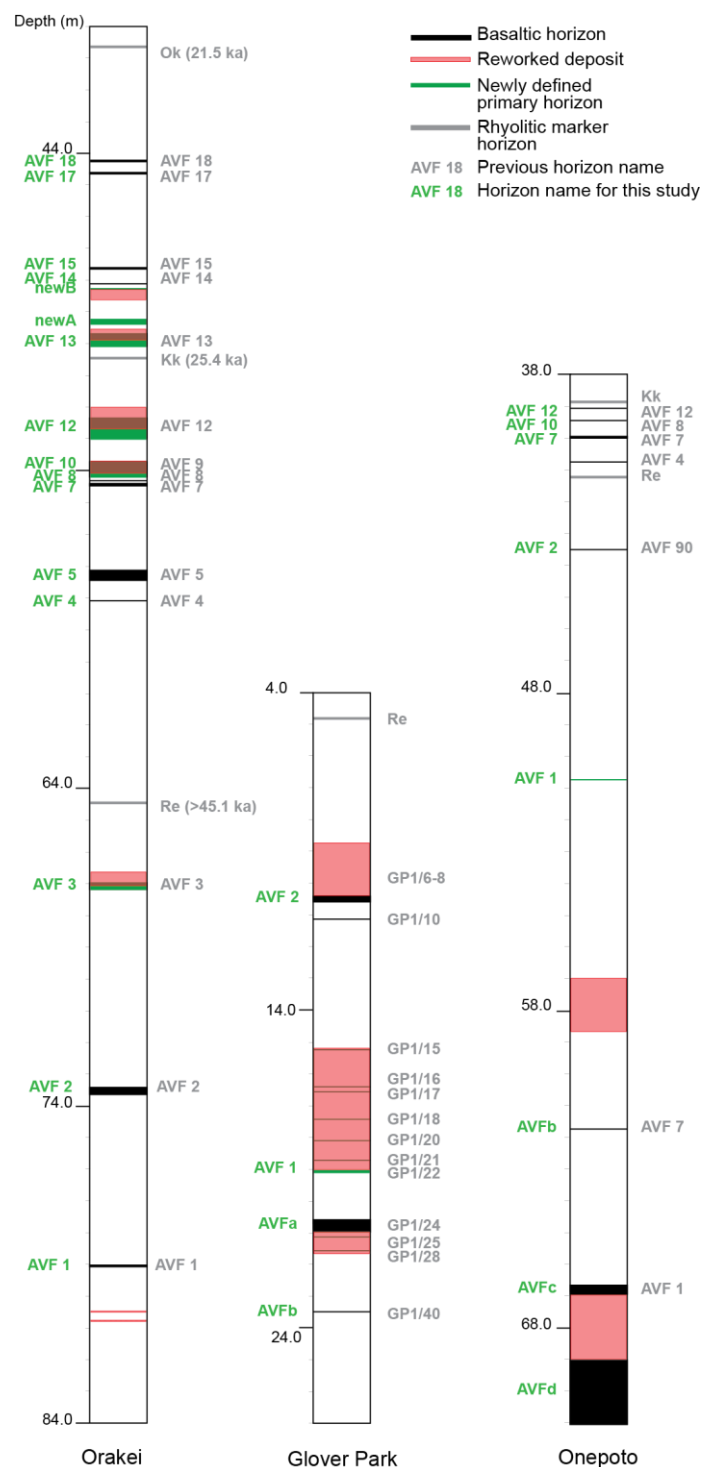 Depth (m)
Ok (21.5 ka)
44.0
AVF 18
AVF 18
AVF 17
AVF 17
AVF 15
AVF 15
AVF 14
AVF 14
newB
newA
AVF 13
AVF 13
Kk (25.4 ka)
AVF 12
AVF 12
AVF 10
AVF 9
AVF 8
AVF 8
AVF 7
AVF 7
AVF 5
AVF 5
AVF 4
AVF 4
64.0
Re (>45.1 ka)
AVF 3
AVF 3
AVF 2
AVF 2
74.0
AVF 1
AVF 1
84.0
Orakei
4.0
Re
GP1/6-8
AVF 2
GP1/10
14.0
GP1/15
GP1/16
GP1/17
GP1/18
GP1/20
GP1/21
AVF 1
GP1/22
AVFa
GP1/24
GP1/25
GP1/28
AVFb
GP1/40
24.0
Glover Park
Basaltic horizon
Reworked deposit
Newly defined
primary horizon
Rhyolitic marker
horizon
AVF 18 Previous horizon name
AVF 18 Horizon name for this study
38.0
Kk
AVF 12
AVF 12
AVF 10
AVF 8
AVF 7
AVF 7
AVF 4
Re
AVF 2
AVF 90
48.0
AVF 1
58.0
AVFb
AVF 7
AVFc
AVF 1
68.0
AVFd
Onepoto